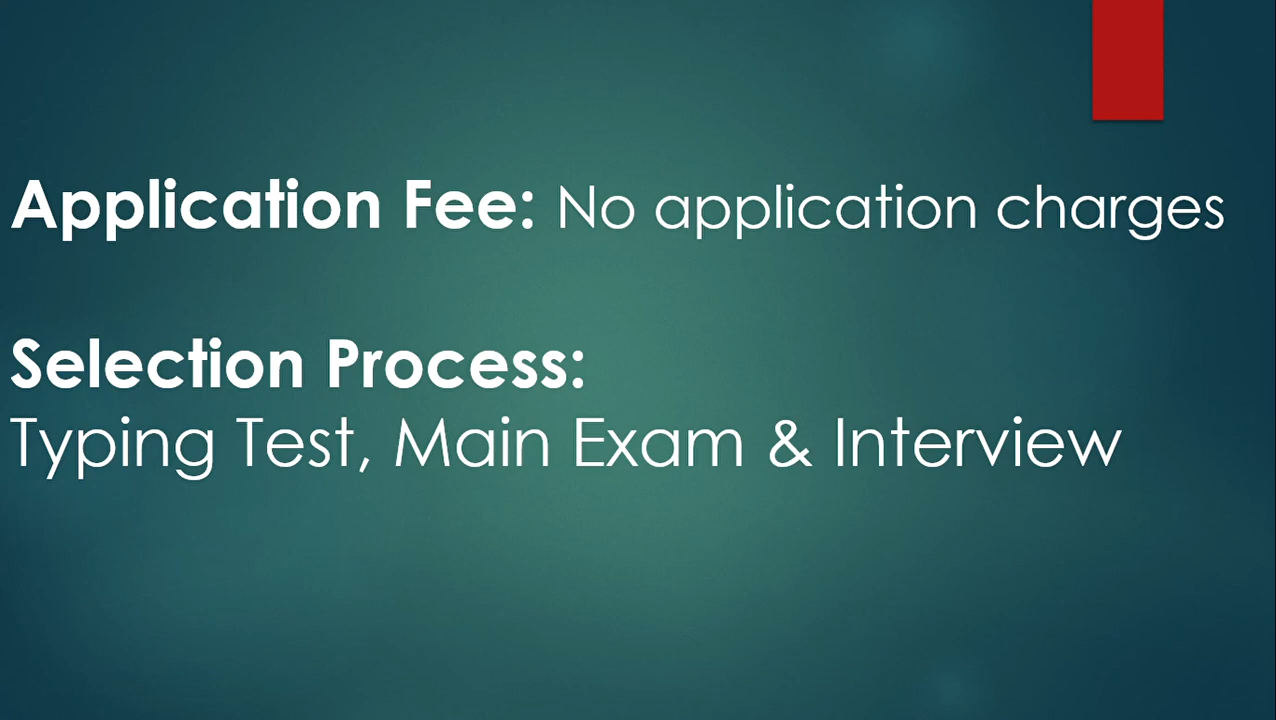 Application Fee: No application charges
Selection Process:
Typing Test, Main Exam & Interview